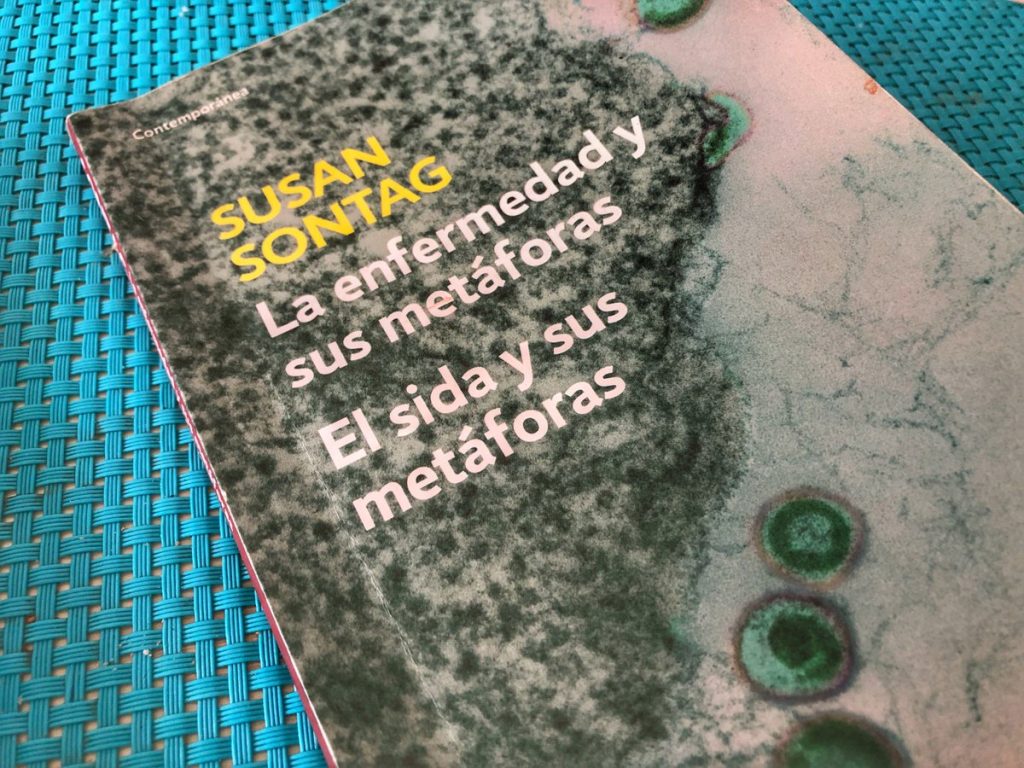 Contemporánea
SUSAN
SONTAG
La enfermedad y
sus metáforas
El sida y sus
metáforas